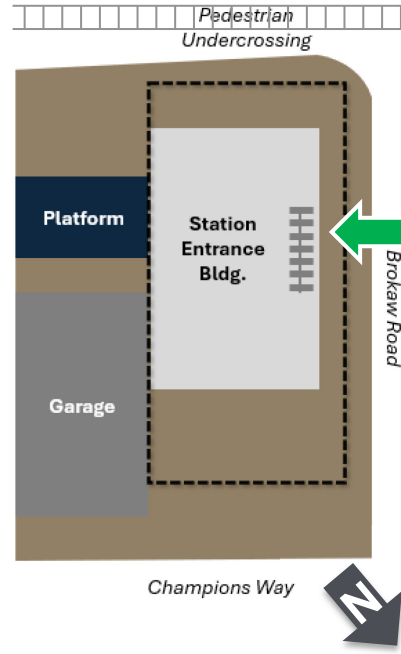 Pedestrian
Undercrossing
Platform
Station
Entrance
Bldg.
Brokaw Road
Garage
Champions Way
N